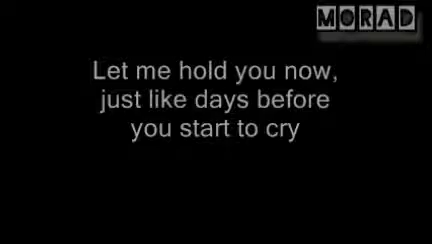 MORAD
Let me hold you now,
just like days before
you start to cry